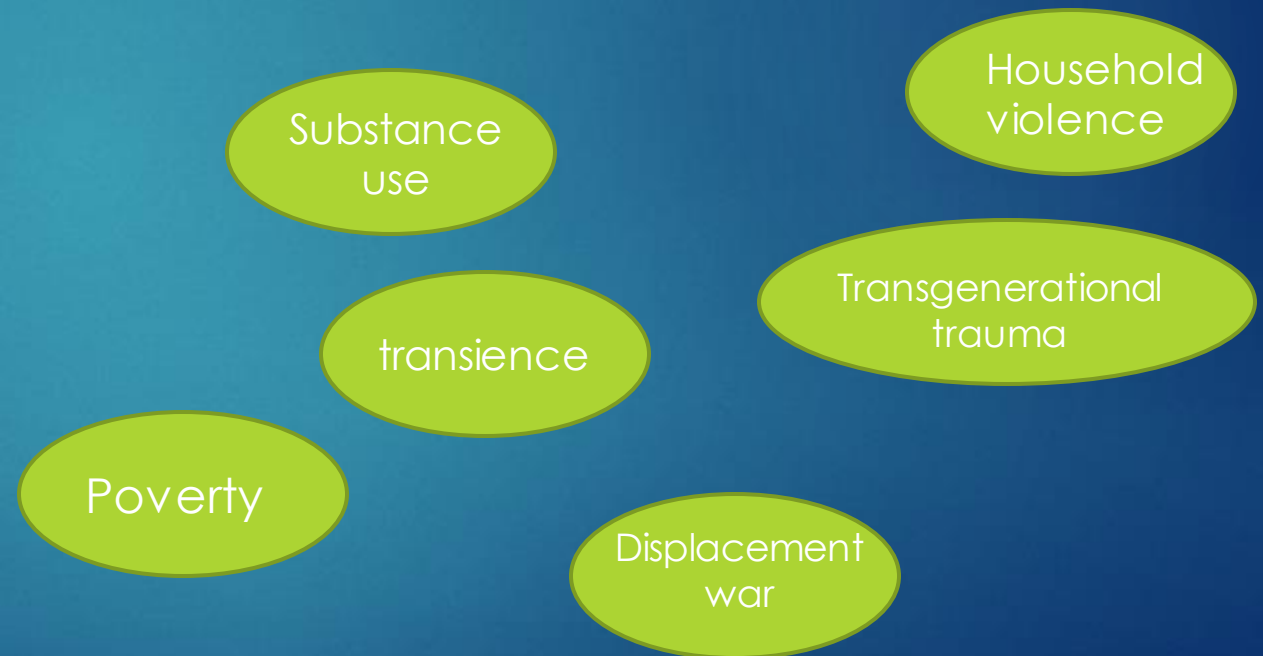 Household
violence
Substance
use
Transgenerational
trauma
transience
Poverty
Displacement
war